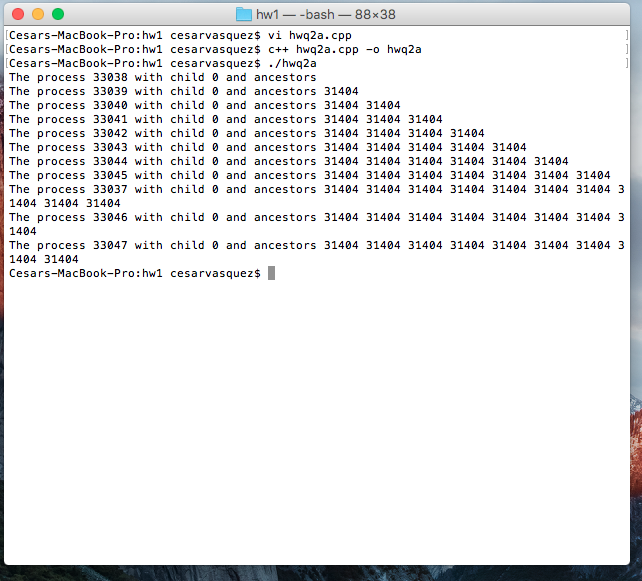 hw1 — -bash — 88×38
[Cesars-MacBook-Pro:hw1 cesarvasquez$ vi hwq2a.cpp ]
[Cesars-MacBook-Pro:hw1 cesarvasquez$ c++ hwq2a.cpp -o hwq2a ]
[Cesars-MacBook-Pro:hw1 cesarvasquez$ ./hwq2a ]
The process 33038 with child 0 and ancestors
The process 33039 with child 0 and ancestors 31404
The process 33040 with child 0 and ancestors 31404 31404
The process 33041 with child 0 and ancestors 31404 31404 31404
The process 33042 with child 0 and ancestors 31404 31404 31404 31404
The process 33043 with child 0 and ancestors 31404 31404 31404 31404 31404
The process 33044 with child 0 and ancestors 31404 31404 31404 31404 31404 31404
The process 33045 with child 0 and ancestors 31404 31404 31404 31404 31404 31404 31404
The process 33037 with child 0 and ancestors 31404 31404 31404 31404 31404 31404 31404 3
1404 31404 31404
The process 33046 with child 0 and ancestors 31404 31404 31404 31404 31404 31404 31404 3
1404
The process 33047 with child 0 and ancestors 31404 31404 31404 31404 31404 31404 31404 3
1404 31404
Cesars-MacBook-Pro:hw1 cesarvasquez$